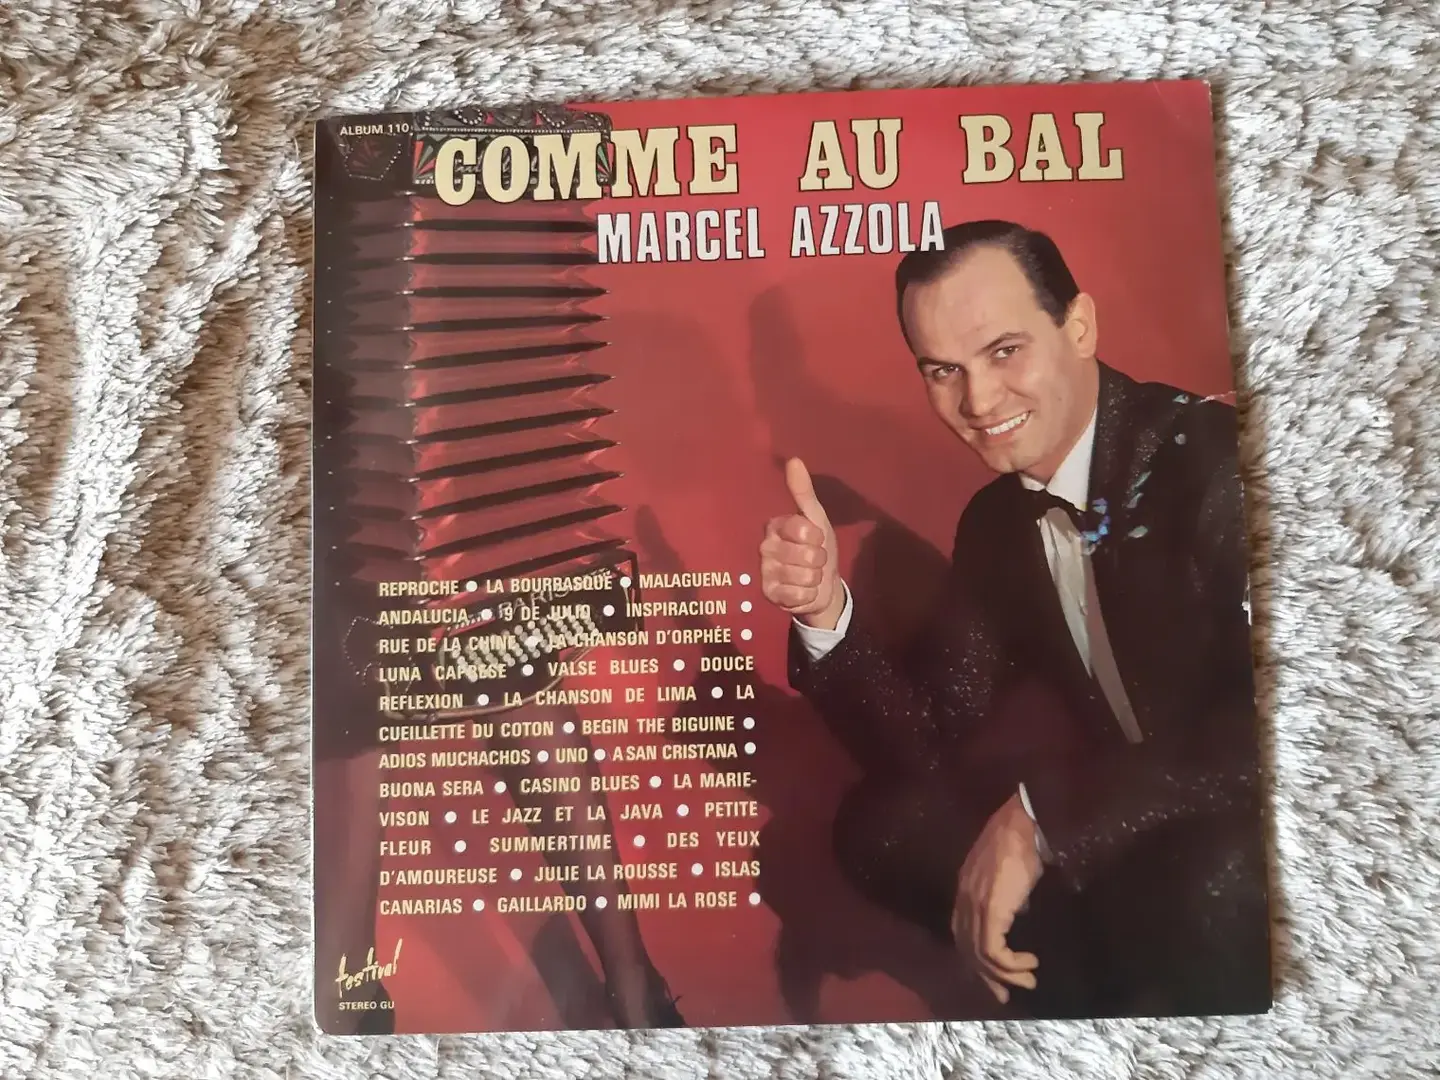 ALBUM 110
COMME AU BAL
MARCEL AZZOLA
REPROCHE ● LA BOURRASQUE ● MALAGUENA ●
ANDALUCIA ● 9 DE JULIO ● INSPIRACION ●
RUE DE LA CHINE ● LA CHANSON D'ORPHÉE ●
LUNA CAPRESE ● VALSE BLUES ● DOUCE
REFLEXION ● LA CHANSON DE LIMA ● LA
CUEILLETTE DU COTON ● BEGIN THE BIGUINE ●
ADIOS MUCHACHOS ● UNO ● A SAN CRISTANA ●
BUONA SERA ● CASINO BLUES ● LA MARIE-
VISON ● LE JAZZ ET LA JAVA ● PETITE
FLEUR ● SUMMERTIME ● DES YEUX
D'AMOUREUSE ● JULIE LA ROUSSE ● ISLAS
CANARIAS ● GAILLARDO ● MIMI LA ROSE ●
festival
STEREO GU